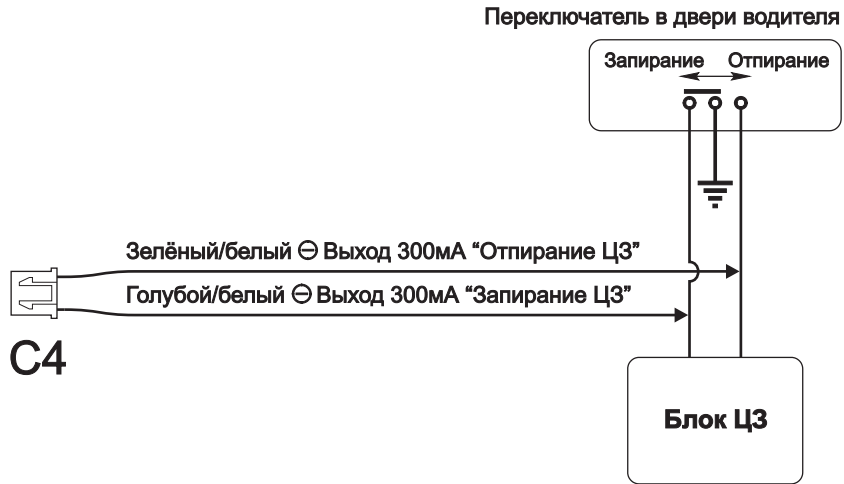 Переключатель в двери водителя
Запирание Отпирание
Зелёный/белый ⊖ Выход 300мА “Отпирание ЦЗ”
Голубой/белый ⊖ Выход 300мА “Запирание ЦЗ”
C4
Блок ЦЗ